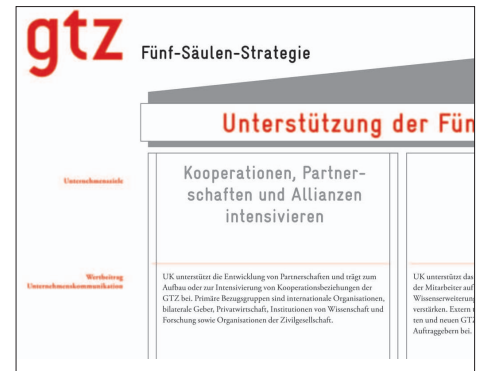 gtz
Fünf-Säulen-Strategie
Unterstützung der Fün
Unternehmensziele
Kooperationen, Partner-
schaften und Allianzen
intensivieren
Wertbeitrag
Unternehmenskommunikation
UK unterstützt die Entwicklung von Partnerschaften und trägt zum
Aufbau oder zur Intensivierung von Kooperationsbeziehungen der
GTZ bei. Primäre Bezugsgruppen sind internationale Organisationen,
bilaterale Geber, Privatwirtschaft, Institutionen von Wissenschaft und
Forschung sowie Organisationen der Zivilgesellschaft.
UK unterstützt das
der Mitarbeiter auf
Wissenserweiterung
verstärken. Extern t
ten und neuen GTZ
Auftraggebern bei.